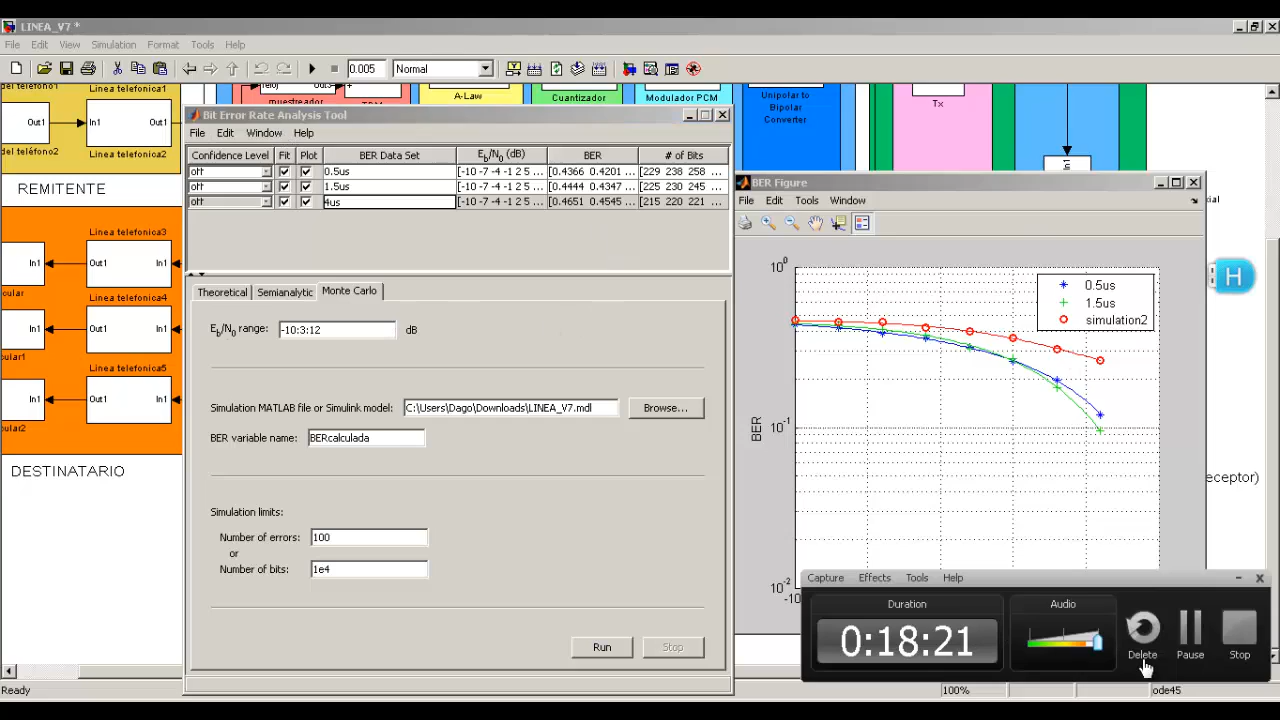 LINEA_V7 *
File Edit View Simulation Format Tools Help
0.005 Normal
Linea telefonica1
Out1 In1 Out1
del teléfono2 Linea telefonica2
REMITENTE
Linea telefonica3
In1 Out1 In1
Linea telefonica4
In1 Out1 In1
Linea telefonica5
In1 Out1 In1
DESTINATARIO
muestreador
A-Law
Cuantizador
Modulador PCM
Unipolar to
Bipolar
Converter
Tx
In1
Bit Error Rate Analysis Tool
File Edit Window Help
Confidence Level Fit Plot BER Data Set Eb/N0 (dB) BER # of Bits
off 0.5us [-10 -7 -4 -1 2 5 ... [0.4366 0.4201 ... [229 238 258 ...
off 1.5us [-10 -7 -4 -1 2 5 ... [0.4444 0.4347 ... [225 230 245 ...
off 4us [-10 -7 -4 -1 2 5 ... [0.4651 0.4545 ... [215 220 221 ...
Theoretical Semianalytic Monte Carlo
Eb/N0 range: -10:3:12 dB
Simulation MATLAB file or Simulink model: C:\Users\Dago\Downloads\LINEA_V7.mdl Browse...
BER variable name: BERcalculada
Simulation limits:
Number of errors: 100
or
Number of bits: 1e4
Run Stop
BER Figure
File Edit Tools Window
10^0
10^-1
10^-2
-10
BER
0.5us
1.5us
simulation2
H
eceptor)
Capture Effects Tools Help
Duration Audio
0:18:21
Delete Pause Stop
Ready 100% ode45